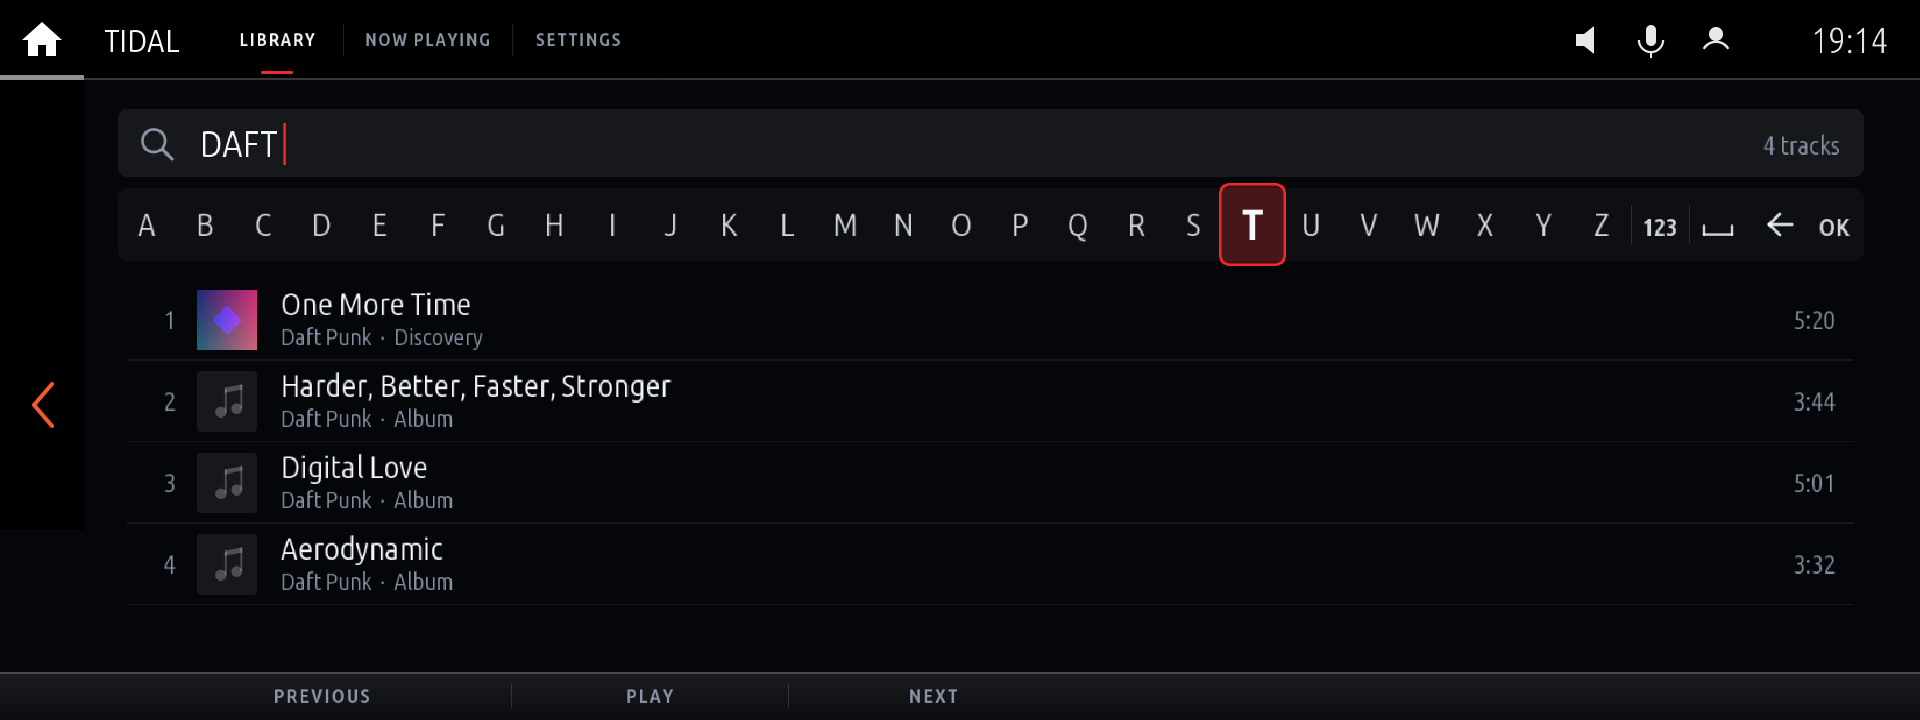 TIDAL LIBRARY NOW PLAYING SETTINGS 19:14
DAFT 4 tracks
A B C D E F G H I J K L M N O P Q R S T U V W X Y Z 123 OK
1 One More Time 5:20
Daft Punk · Discovery
2 Harder, Better, Faster, Stronger 3:44
Daft Punk · Album
3 Digital Love 5:01
Daft Punk · Album
4 Aerodynamic 3:32
Daft Punk · Album
PREVIOUS PLAY NEXT